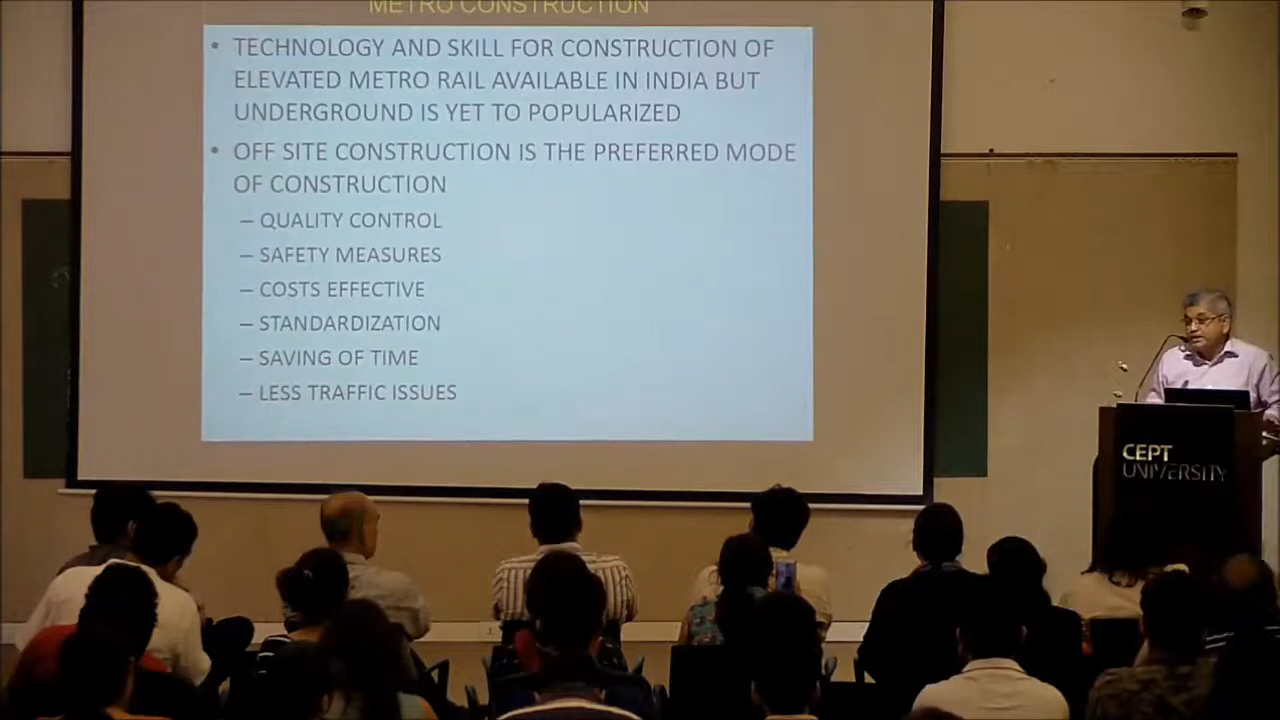 METRO CONSTRUCTION
• TECHNOLOGY AND SKILL FOR CONSTRUCTION OF
ELEVATED METRO RAIL AVAILABLE IN INDIA BUT
UNDERGROUND IS YET TO POPULARIZED
• OFF SITE CONSTRUCTION IS THE PREFERRED MODE
OF CONSTRUCTION
– QUALITY CONTROL
– SAFETY MEASURES
– COSTS EFFECTIVE
– STANDARDIZATION
– SAVING OF TIME
– LESS TRAFFIC ISSUES
CEPT
UNIVERSITY